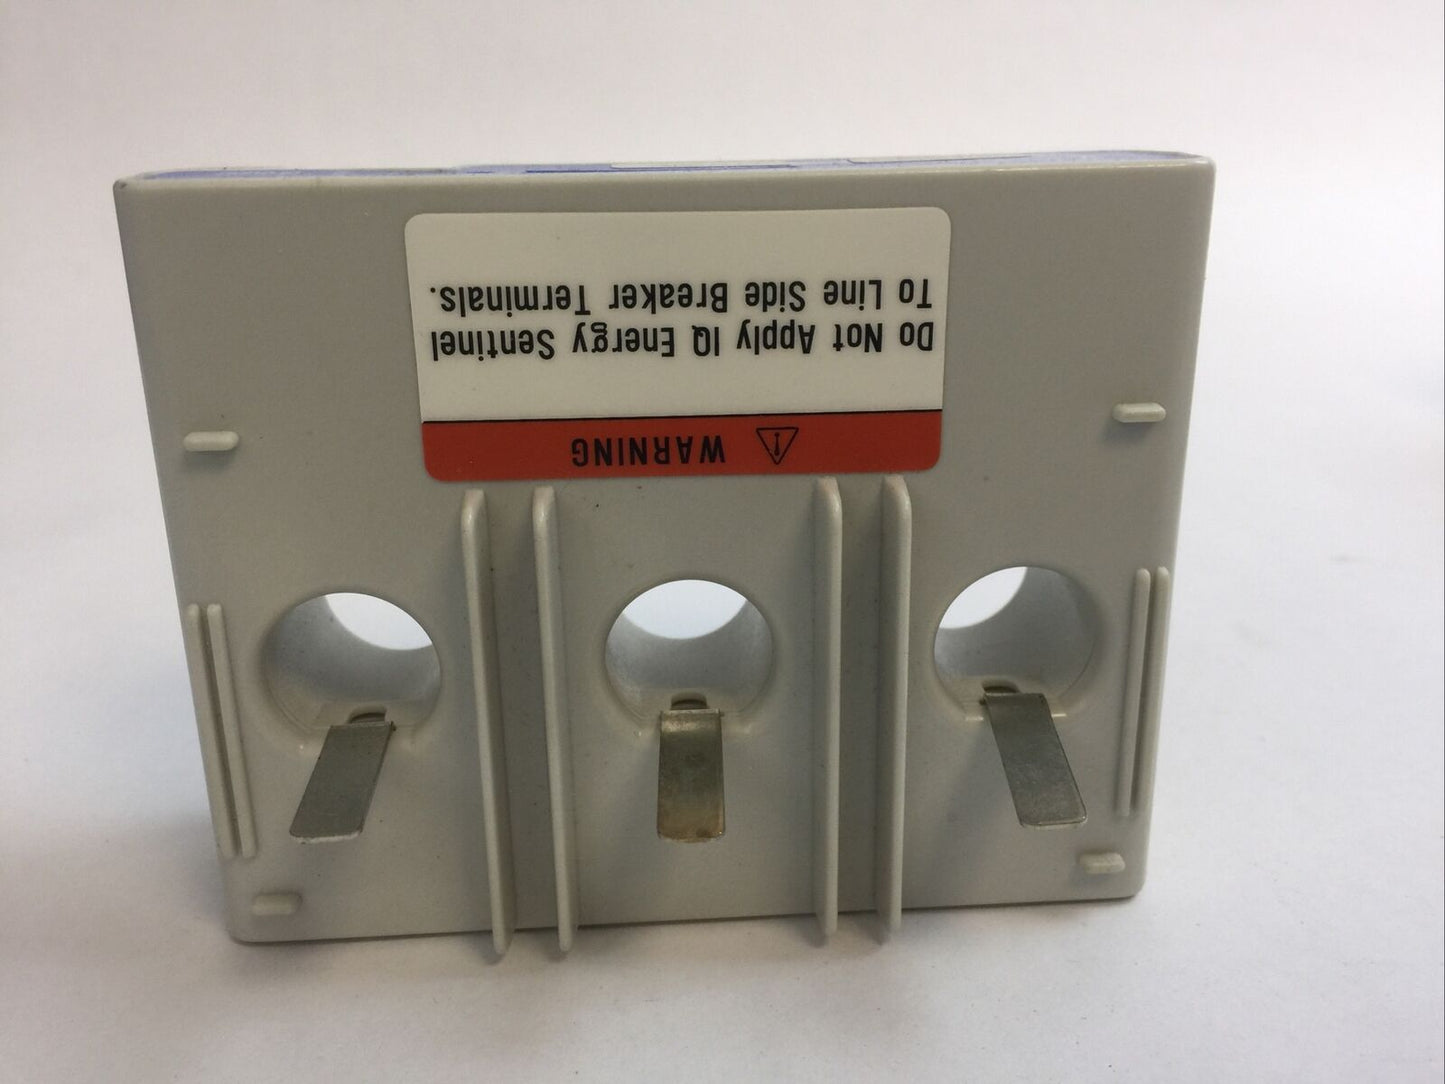 WARNING
Do Not Apply IQ Energy Sentinel
To Line Side Breaker Terminals.